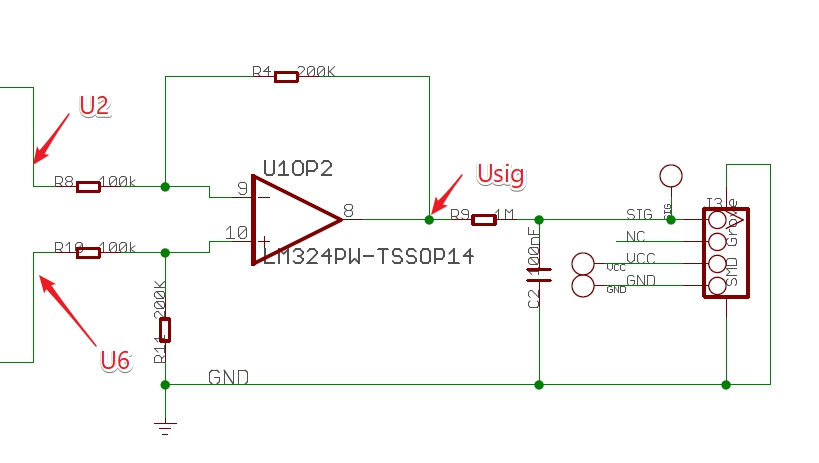 R4 200K
U2
U1OP2
Usig
R8 100k
9
8
R9 1M
J3
SIG
SIG
NC
10
R10 100k
LM324PW-TSSOP14
100nF
C2
VCC
VCC
GND
GND
SMD Grove
200K
R11
U6
GND